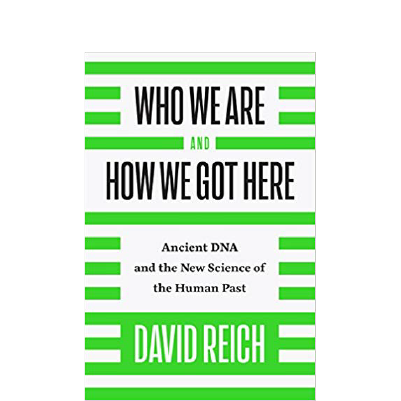 WHO WE ARE
AND
HOW WE GOT HERE
Ancient DNA
and the New Science of
the Human Past
DAVID REICH